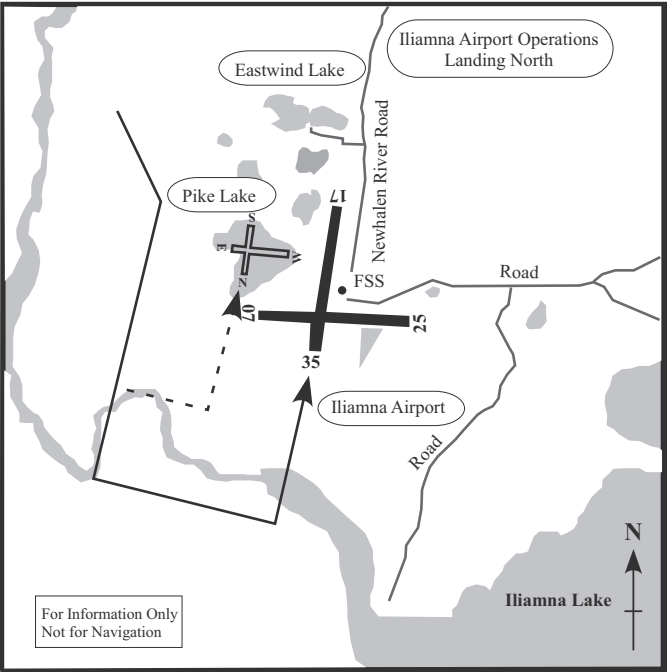 Iliamna Airport Operations
Landing North
Eastwind Lake
Newhalen River Road
Pike Lake
17
S
E
W
N
FSS
Road
07
25
35
Iliamna Airport
Road
N
Iliamna Lake
For Information Only
Not for Navigation